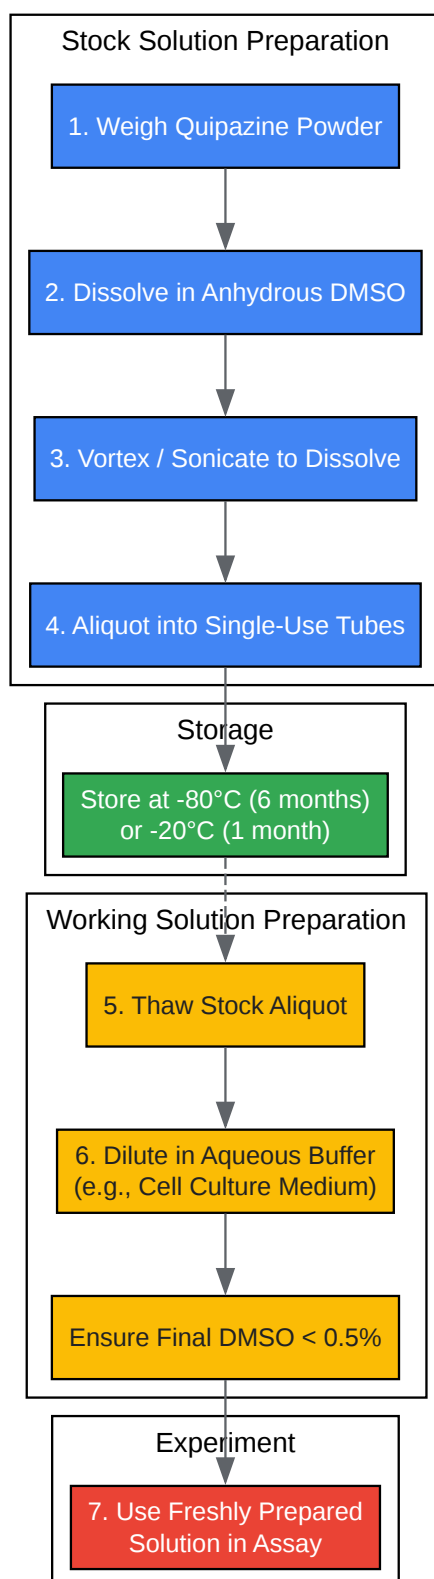 Stock Solution Preparation
1. Weigh Quipazine Powder
2. Dissolve in Anhydrous DMSO
3. Vortex / Sonicate to Dissolve
4. Aliquot into Single-Use Tubes
Storage
Store at -80°C (6 months)
or -20°C (1 month)
Working Solution Preparation
5. Thaw Stock Aliquot
6. Dilute in Aqueous Buffer
(e.g., Cell Culture Medium)
Ensure Final DMSO < 0.5%
Experiment
7. Use Freshly Prepared
Solution in Assay